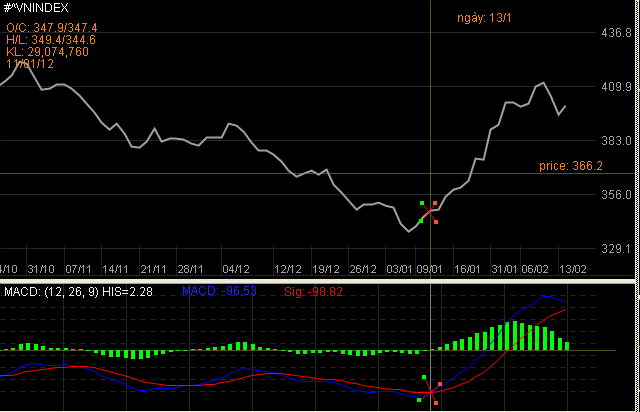 #^VNINDEX
ngày: 13/1
O/C: 347.9/347.4
H/L: 349.4/344.6
KL: 29,074,760
11/01/12
436.8
409.9
383.0
price: 366.2
356.0
329.1
4/10 31/10 07/11 14/11 21/11 28/11 04/12 12/12 19/12 26/12 03/01 09/01 16/01 31/01 06/02 13/02
MACD: (12, 26, 9) HIS=2.28 MACD: -96.53 Sig: -98.82